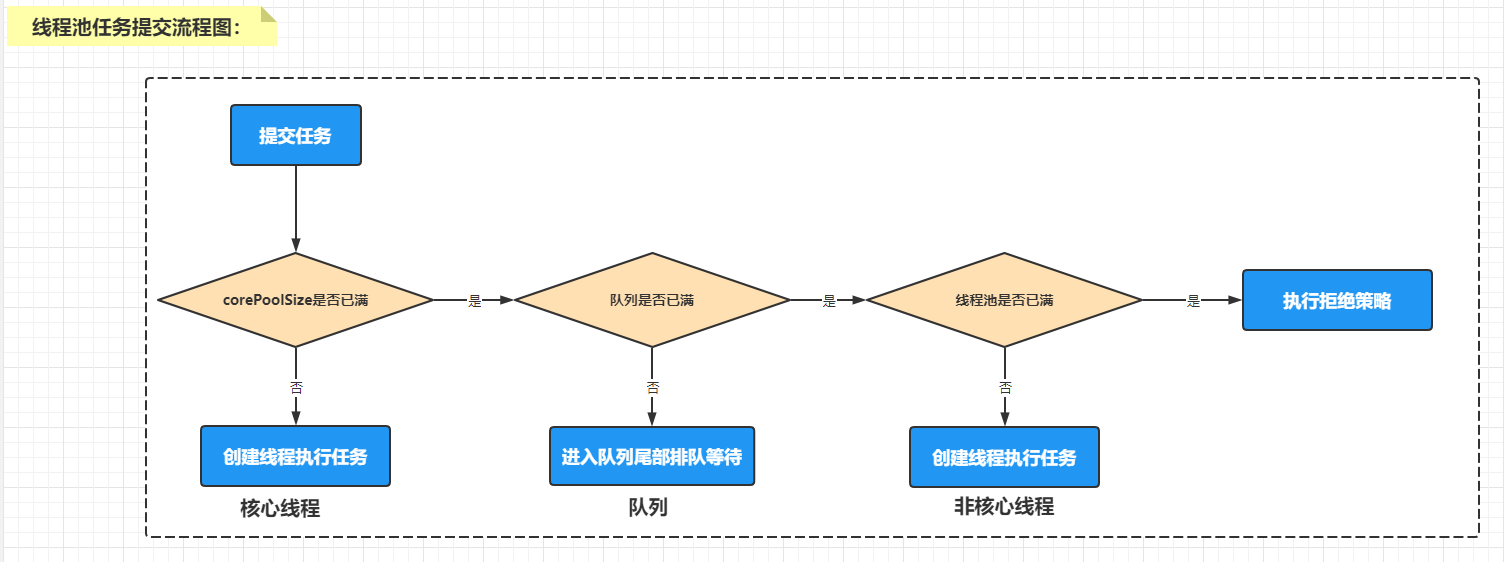 线程池任务提交流程图：
提交任务
corePoolSize是否已满
是
队列是否已满
是
线程池是否已满
是
执行拒绝策略
否
否
否
创建线程执行任务
进入队列尾部排队等待
创建线程执行任务
核心线程
队列
非核心线程